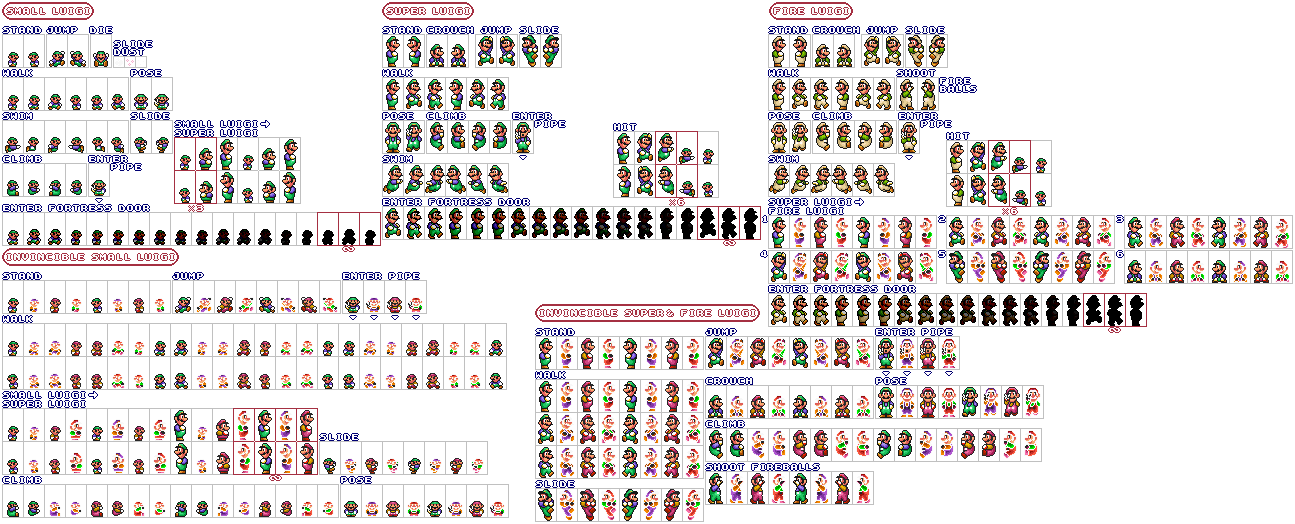 SMALL LUIGI
STAND JUMP DIE
SLIDE
DUST
WALK
POSE
SWIM
SLIDE
SMALL LUIGI→
SUPER LUIGI
CLIMB
ENTER
PIPE
×3
ENTER FORTRESS DOOR
∞
SUPER LUIGI
STAND CROUCH JUMP SLIDE
WALK
POSE CLIMB ENTER
PIPE
HIT
SWIM
×6
ENTER FORTRESS DOOR
∞
FIRE LUIGI
STAND CROUCH JUMP SLIDE
WALK
SHOOT FIRE
BALLS
POSE CLIMB ENTER
PIPE
HIT
SWIM
×6
SUPER LUIGI→
FIRE LUIGI
1
2
3
4
5
6
ENTER FORTRESS DOOR
∞
INVINCIBLE SMALL LUIGI
STAND
JUMP
ENTER PIPE
WALK
SMALL LUIGI→
SUPER LUIGI
SLIDE
∞
CLIMB
POSE
INVINCIBLE SUPER& FIRE LUIGI
STAND
JUMP
ENTER PIPE
WALK
CROUCH
POSE
CLIMB
SHOOT FIREBALLS
SLIDE